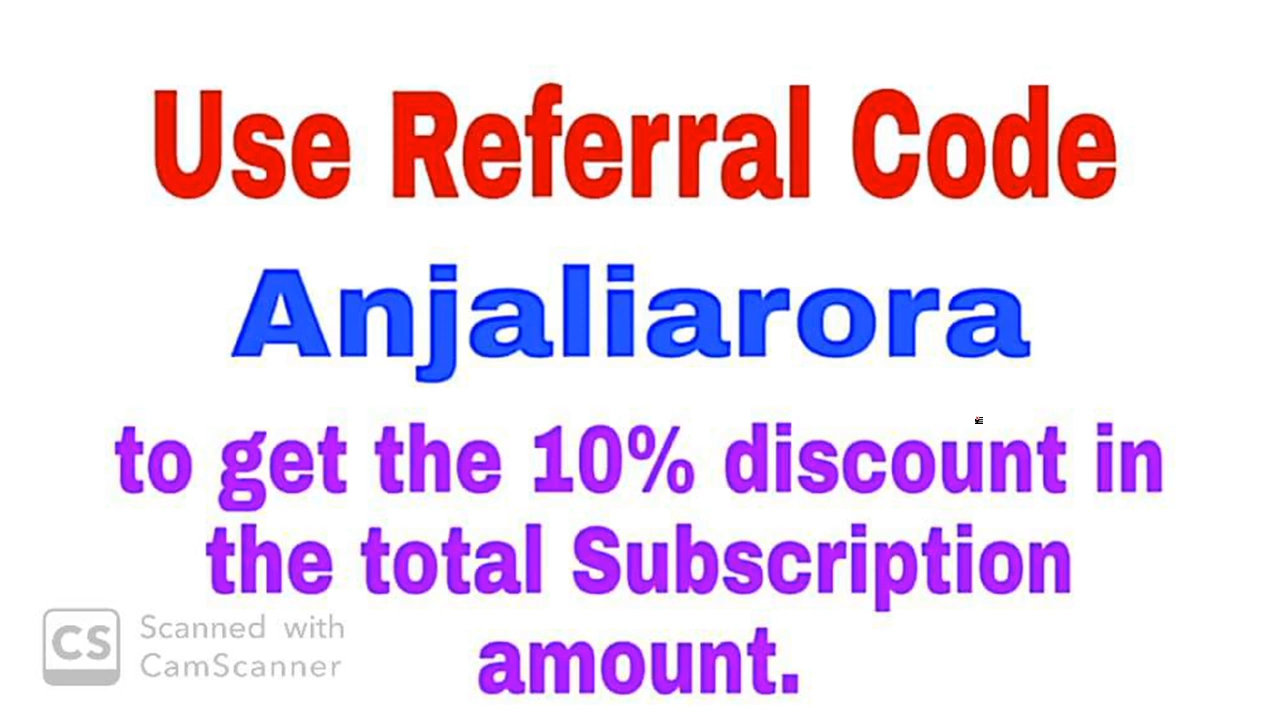 Use Referral Code
Anjaliarora
to get the 10% discount in
the total Subscription
amount.
CS Scanned with
CamScanner